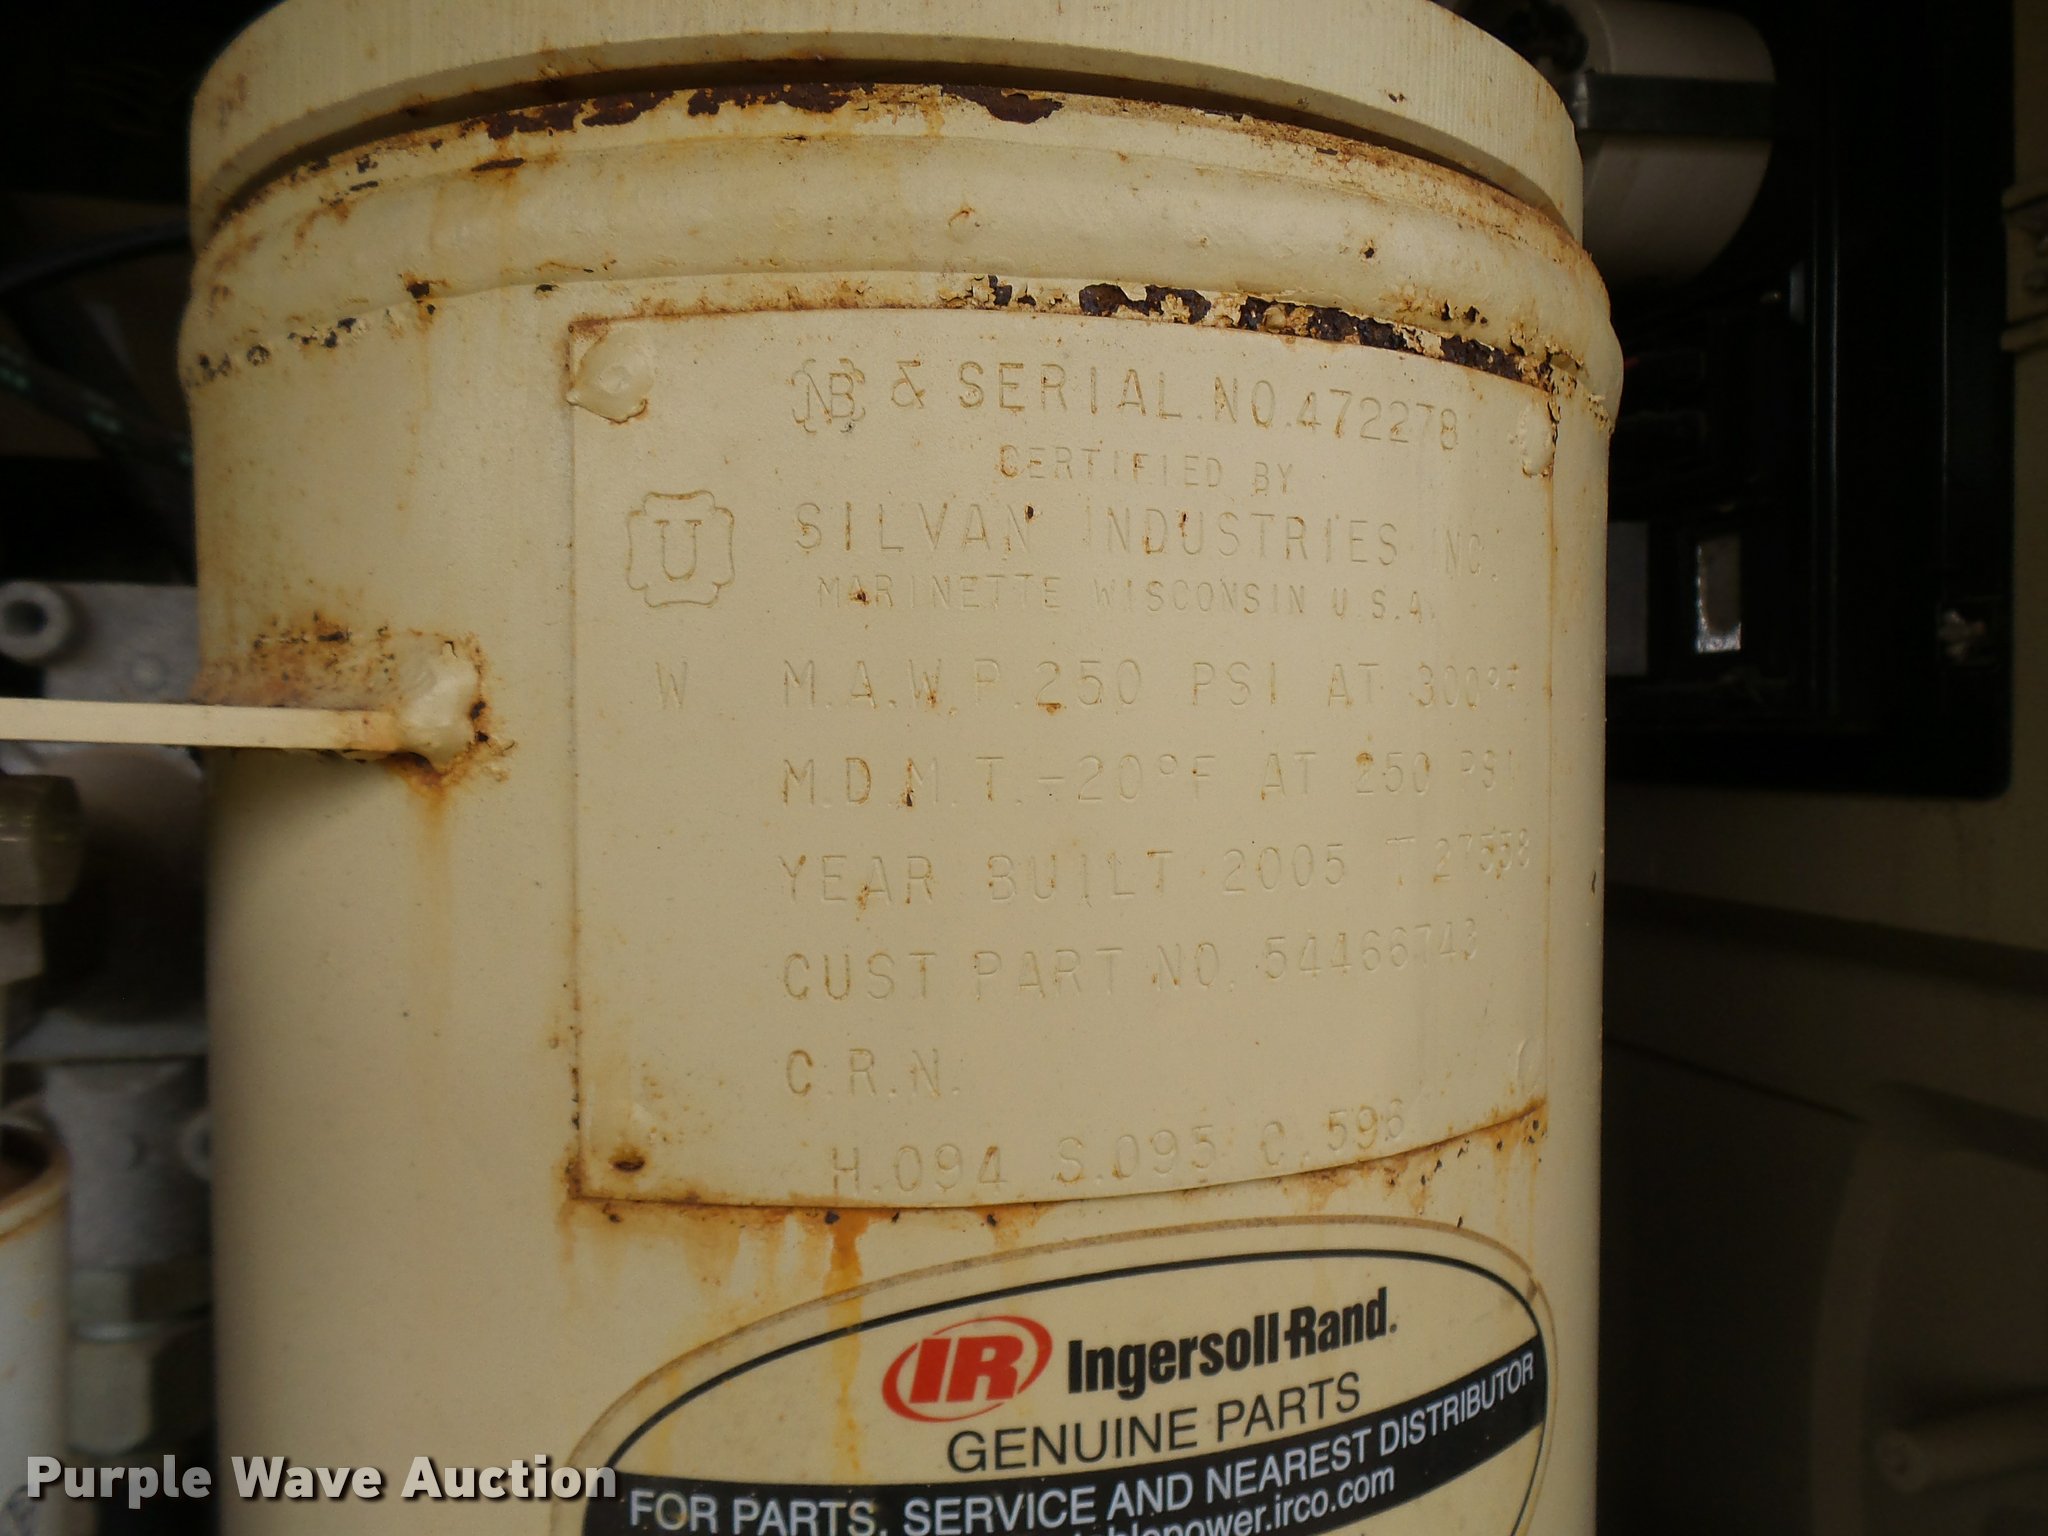 NB & SERIAL NO. 472278
CERTIFIED BY
SILVAN INDUSTRIES INC.
MARINETTE WISCONSIN U.S.A.
U
W M.A.W.P. 250 PSI AT 300°F
M.D.M.T. -20°F AT 250 PSI
YEAR BUILT 2005 T 27538
CUST PART NO. 54466743
C.R.N.
H.094 S.095 C.596
IR Ingersoll-Rand.
GENUINE PARTS
FOR PARTS, SERVICE AND NEAREST DISTRIBUTOR
Purple Wave Auction